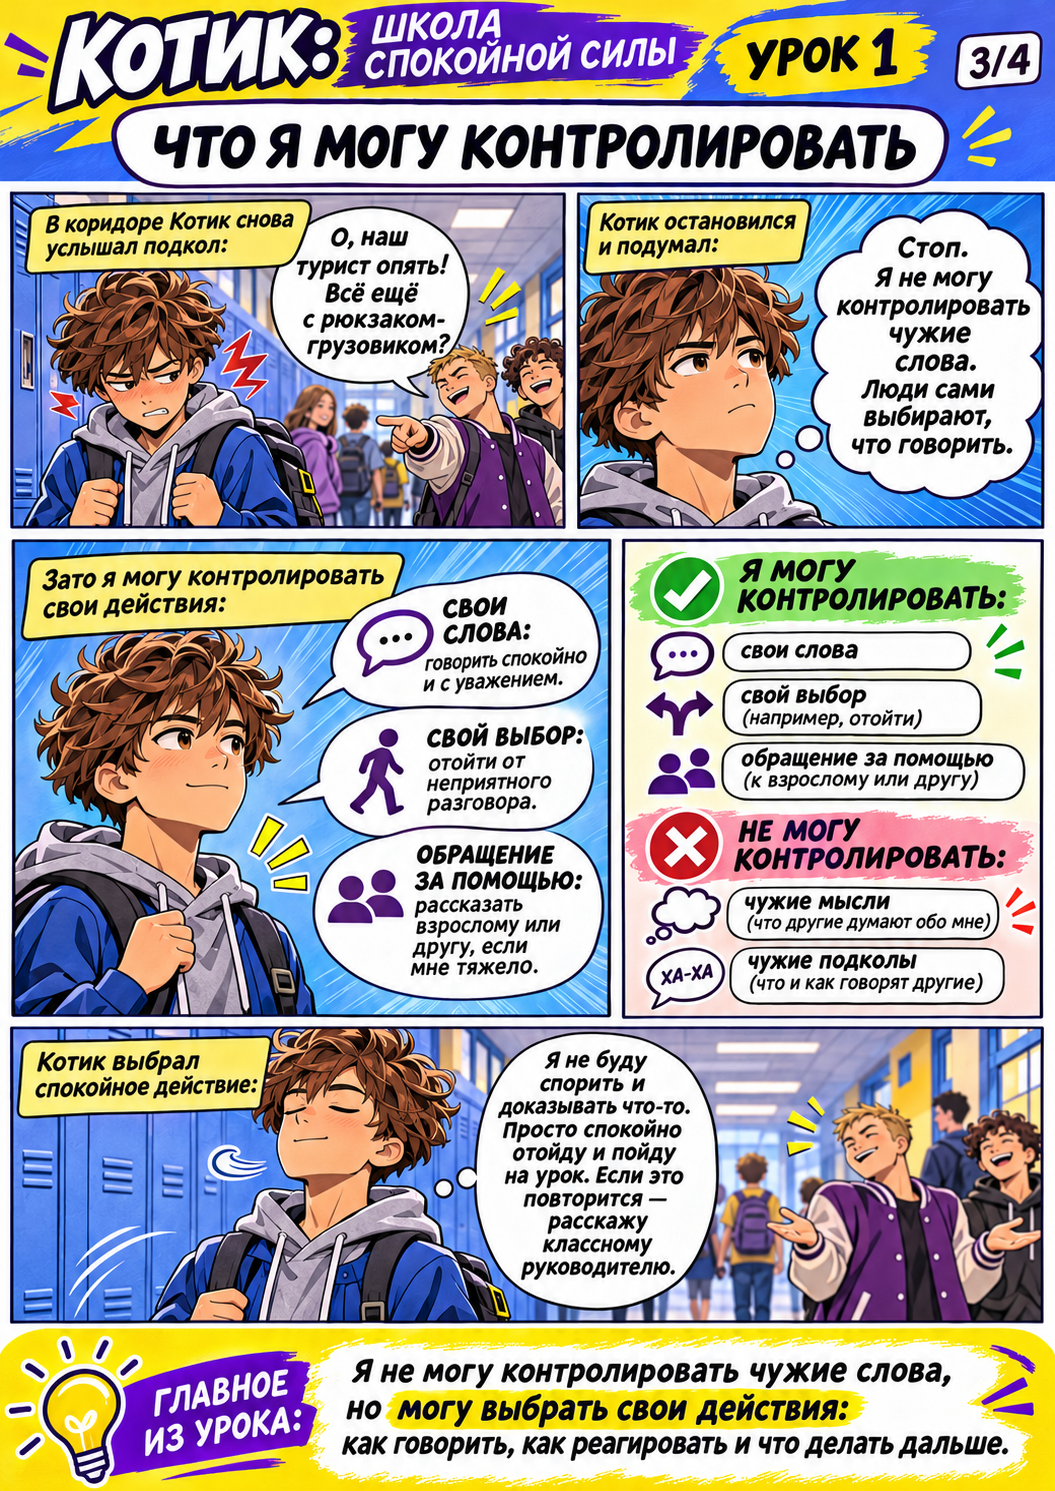 КОТИК:
ШКОЛА
СПОКОЙНОЙ СИЛЫ
УРОК 1
3/4
ЧТО Я МОГУ КОНТРОЛИРОВАТЬ
В коридоре Котик снова
услышал подкол:
О, наш
турист опять!
Всё ещё
с рюкзаком-
грузовиком?
Котик остановился
и подумал:
Стоп.
Я не могу
контролировать
чужие
слова.
Люди сами
выбирают,
что говорить.
Зато я могу контролировать
свои действия:
СВОИ
СЛОВА:
говорить спокойно
и с уважением.
СВОЙ ВЫБОР:
отойти от
неприятного
разговора.
ОБРАЩЕНИЕ
ЗА ПОМОЩЬЮ:
рассказать
взрослому или
другу, если
мне тяжело.
Я МОГУ
КОНТРОЛИРОВАТЬ:
свои слова
свой выбор
(например, отойти)
обращение за помощью
(к взрослому или другу)
НЕ МОГУ
КОНТРОЛИРОВАТЬ:
чужие мысли
(что другие думают обо мне)
ХА-ХА
чужие подколы
(что и как говорят другие)
Котик выбрал
спокойное действие:
Я не буду
спорить и
доказывать что-то.
Просто спокойно
отойду и пойду
на урок. Если это
повторится —
расскажу
классному
руководителю.
ГЛАВНОЕ
ИЗ УРОКА:
Я не могу контролировать чужие слова,
но могу выбрать свои действия:
как говорить, как реагировать и что делать дальше.